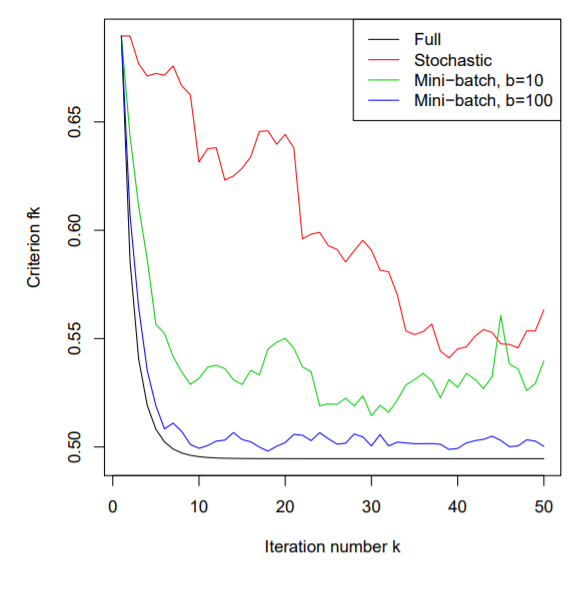 Full
Stochastic
Mini−batch, b=10
Mini−batch, b=100
Criterion fk
0.65
0.60
0.55
0.50
0 10 20 30 40 50
Iteration number k